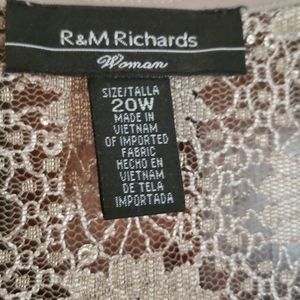 R&M Richards
Woman
SIZE/TALLA
20W
MADE IN
VIETNAM
OF IMPORTED
FABRIC
HECHO EN
VIETNAM
DE TELA
IMPORTADA